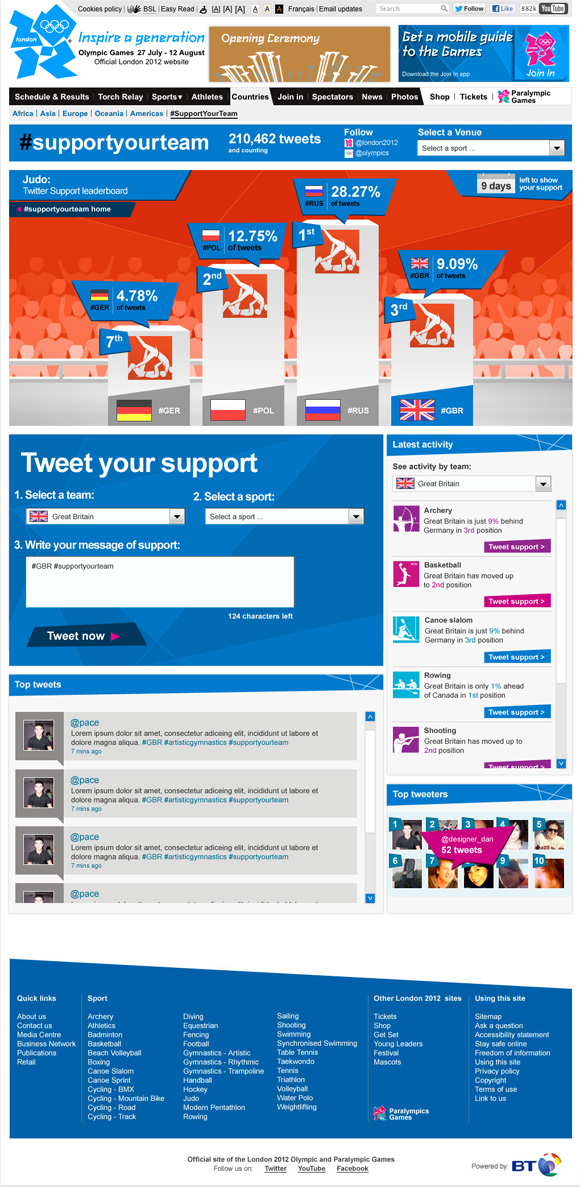 Cookies policy | BSL | Easy Read | [A] [A] [A] A A A Français | Email updates
Search
Follow
Like
882k
YouTube
london
Inspire a generation
Olympic Games 27 July - 12 August
Official London 2012 website
Opening Ceremony
Get a mobile guide
to the Games
Download the Join In app
Join In
Schedule & Results | Torch Relay | Sports▼ | Athletes | Countries | Join in | Spectators | News | Photos | Shop | Tickets | Paralympic
Games
Africa | Asia | Europe | Oceania | Americas | #SupportYourTeam
#supportyourteam
210,462 tweets
and counting
Follow
@london2012
@olympics
Select a Venue
Select a sport ...
Judo:
Twitter Support leaderboard
#supportyourteam home
9 days
left to show
your support
#RUS
28.27%
of tweets
1st
#POL
12.75%
of tweets
2nd
#GBR
9.09%
of tweets
3rd
#GER
4.78%
of tweets
7th
#GER
#POL
#RUS
#GBR
Tweet your support
1. Select a team:
Great Britain
2. Select a sport:
Select a sport ...
3. Write your message of support:
#GBR #supportyourteam
124 characters left
Tweet now
Latest activity
See activity by team:
Great Britain
Archery
Great Britain is just 9% behind
Germany in 3rd position
Tweet support >
Basketball
Great Britain has moved up
to 2nd position
Tweet support >
Canoe slalom
Great Britain is just 9% behind
Germany in 3rd position
Tweet support >
Rowing
Great Britain is only 1% ahead
of Canada in 1st position
Tweet support >
Shooting
Great Britain has moved up to
2nd position
Tweet support >
Top tweets
@pace
Lorem ipsum dolor sit amet, consectetur adiceing elit, incididunt ut labore et
dolore magna aliqua. #GBR #artisticgymnastics #supportyourteam
7 mins ago
@pace
Lorem ipsum dolor sit amet, consectetur adiceing elit, incididunt ut labore et
dolore magna aliqua. #GBR #artisticgymnastics #supportyourteam
7 mins ago
@pace
Lorem ipsum dolor sit amet, consectetur adiceing elit, incididunt ut labore et
dolore magna aliqua. #GBR #artisticgymnastics #supportyourteam
7 mins ago
@pace
Lorem ipsum dolor sit amet, consectetur adiceing elit, incididunt ut labore et
Top tweeters
1 2 3 4 5
@designer_dan
52 tweets
6 7 8 9 10
Quick links
About us
Contact us
Media Centre
Business Network
Publications
Retail
Sport
Archery
Athletics
Badminton
Basketball
Beach Volleyball
Boxing
Canoe Slalom
Canoe Sprint
Cycling - BMX
Cycling - Mountain Bike
Cycling - Road
Cycling - Track
Diving
Equestrian
Fencing
Football
Gymnastics - Artistic
Gymnastics - Rhythmic
Gymnastics - Trampoline
Handball
Hockey
Judo
Modern Pentathlon
Rowing
Sailing
Shooting
Swimming
Synchronised Swimming
Table Tennis
Taekwondo
Tennis
Triathlon
Volleyball
Water Polo
Weightlifting
Other London 2012 sites
Tickets
Shop
Get Set
Young Leaders
Festival
Mascots
Paralympics
Games
Using this site
Sitemap
Ask a question
Accessibility statement
Stay safe online
Freedom of information
Using this site
Privacy policy
Copyright
Terms of use
Link to us
Official site of the London 2012 Olympic and Paralympic Games
Follow us on: Twitter YouTube Facebook
Powered by: BT